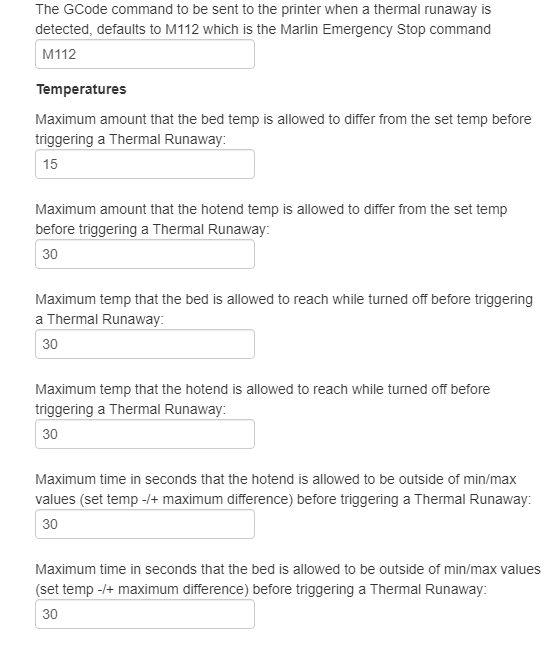 The GCode command to be sent to the printer when a thermal runaway is
detected, defaults to M112 which is the Marlin Emergency Stop command
M112
Temperatures
Maximum amount that the bed temp is allowed to differ from the set temp before
triggering a Thermal Runaway:
15
Maximum amount that the hotend temp is allowed to differ from the set temp
before triggering a Thermal Runaway:
30
Maximum temp that the bed is allowed to reach while turned off before triggering
a Thermal Runaway:
30
Maximum temp that the hotend is allowed to reach while turned off before
triggering a Thermal Runaway:
30
Maximum time in seconds that the hotend is allowed to be outside of min/max
values (set temp -/+ maximum difference) before triggering a Thermal Runaway:
30
Maximum time in seconds that the bed is allowed to be outside of min/max values
(set temp -/+ maximum difference) before triggering a Thermal Runaway:
30